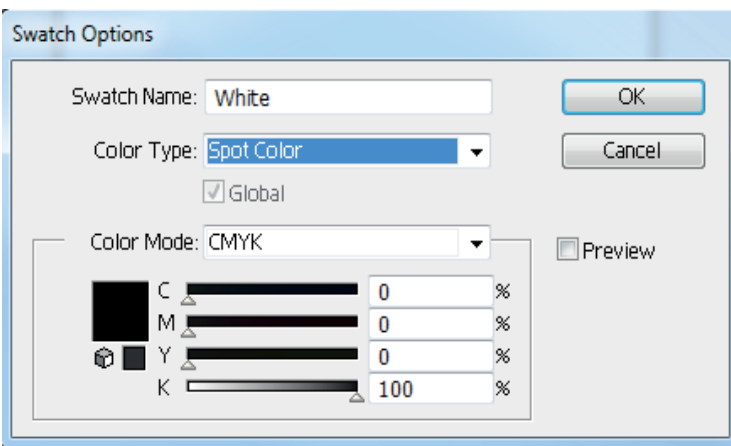 Swatch Options
Swatch Name: White
OK
Color Type: Spot Color
Cancel
Global
Color Mode: CMYK
Preview
C 0 %
M 0 %
Y 0 %
K 100 %